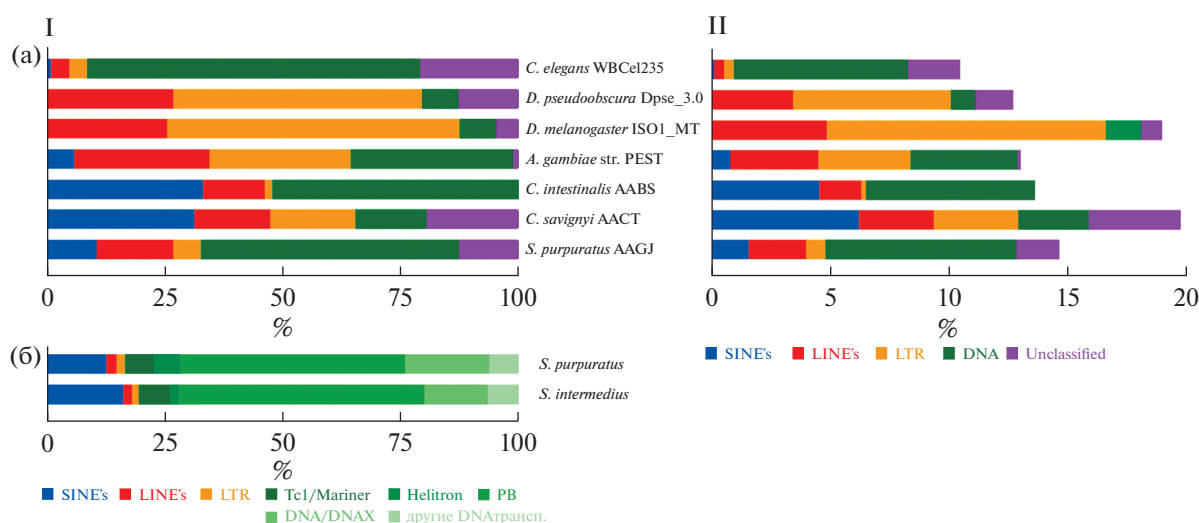 I
II
(а)
C. elegans WBCel235
D. pseudoobscura Dpse_3.0
D. melanogaster ISO1_MT
A. gambiae str. PEST
C. intestinalis AABS
C. savignyi AACT
S. purpuratus AAGJ
0 25 50 75 100
%
0 5 10 15 20
%
SINE's LINE's LTR DNA Unclassified
(б)
S. purpuratus
S. intermedius
0 25 50 75 100
%
SINE's LINE's LTR Tc1/Mariner Helitron PB
DNA/DNAX другие DNAтрансп.